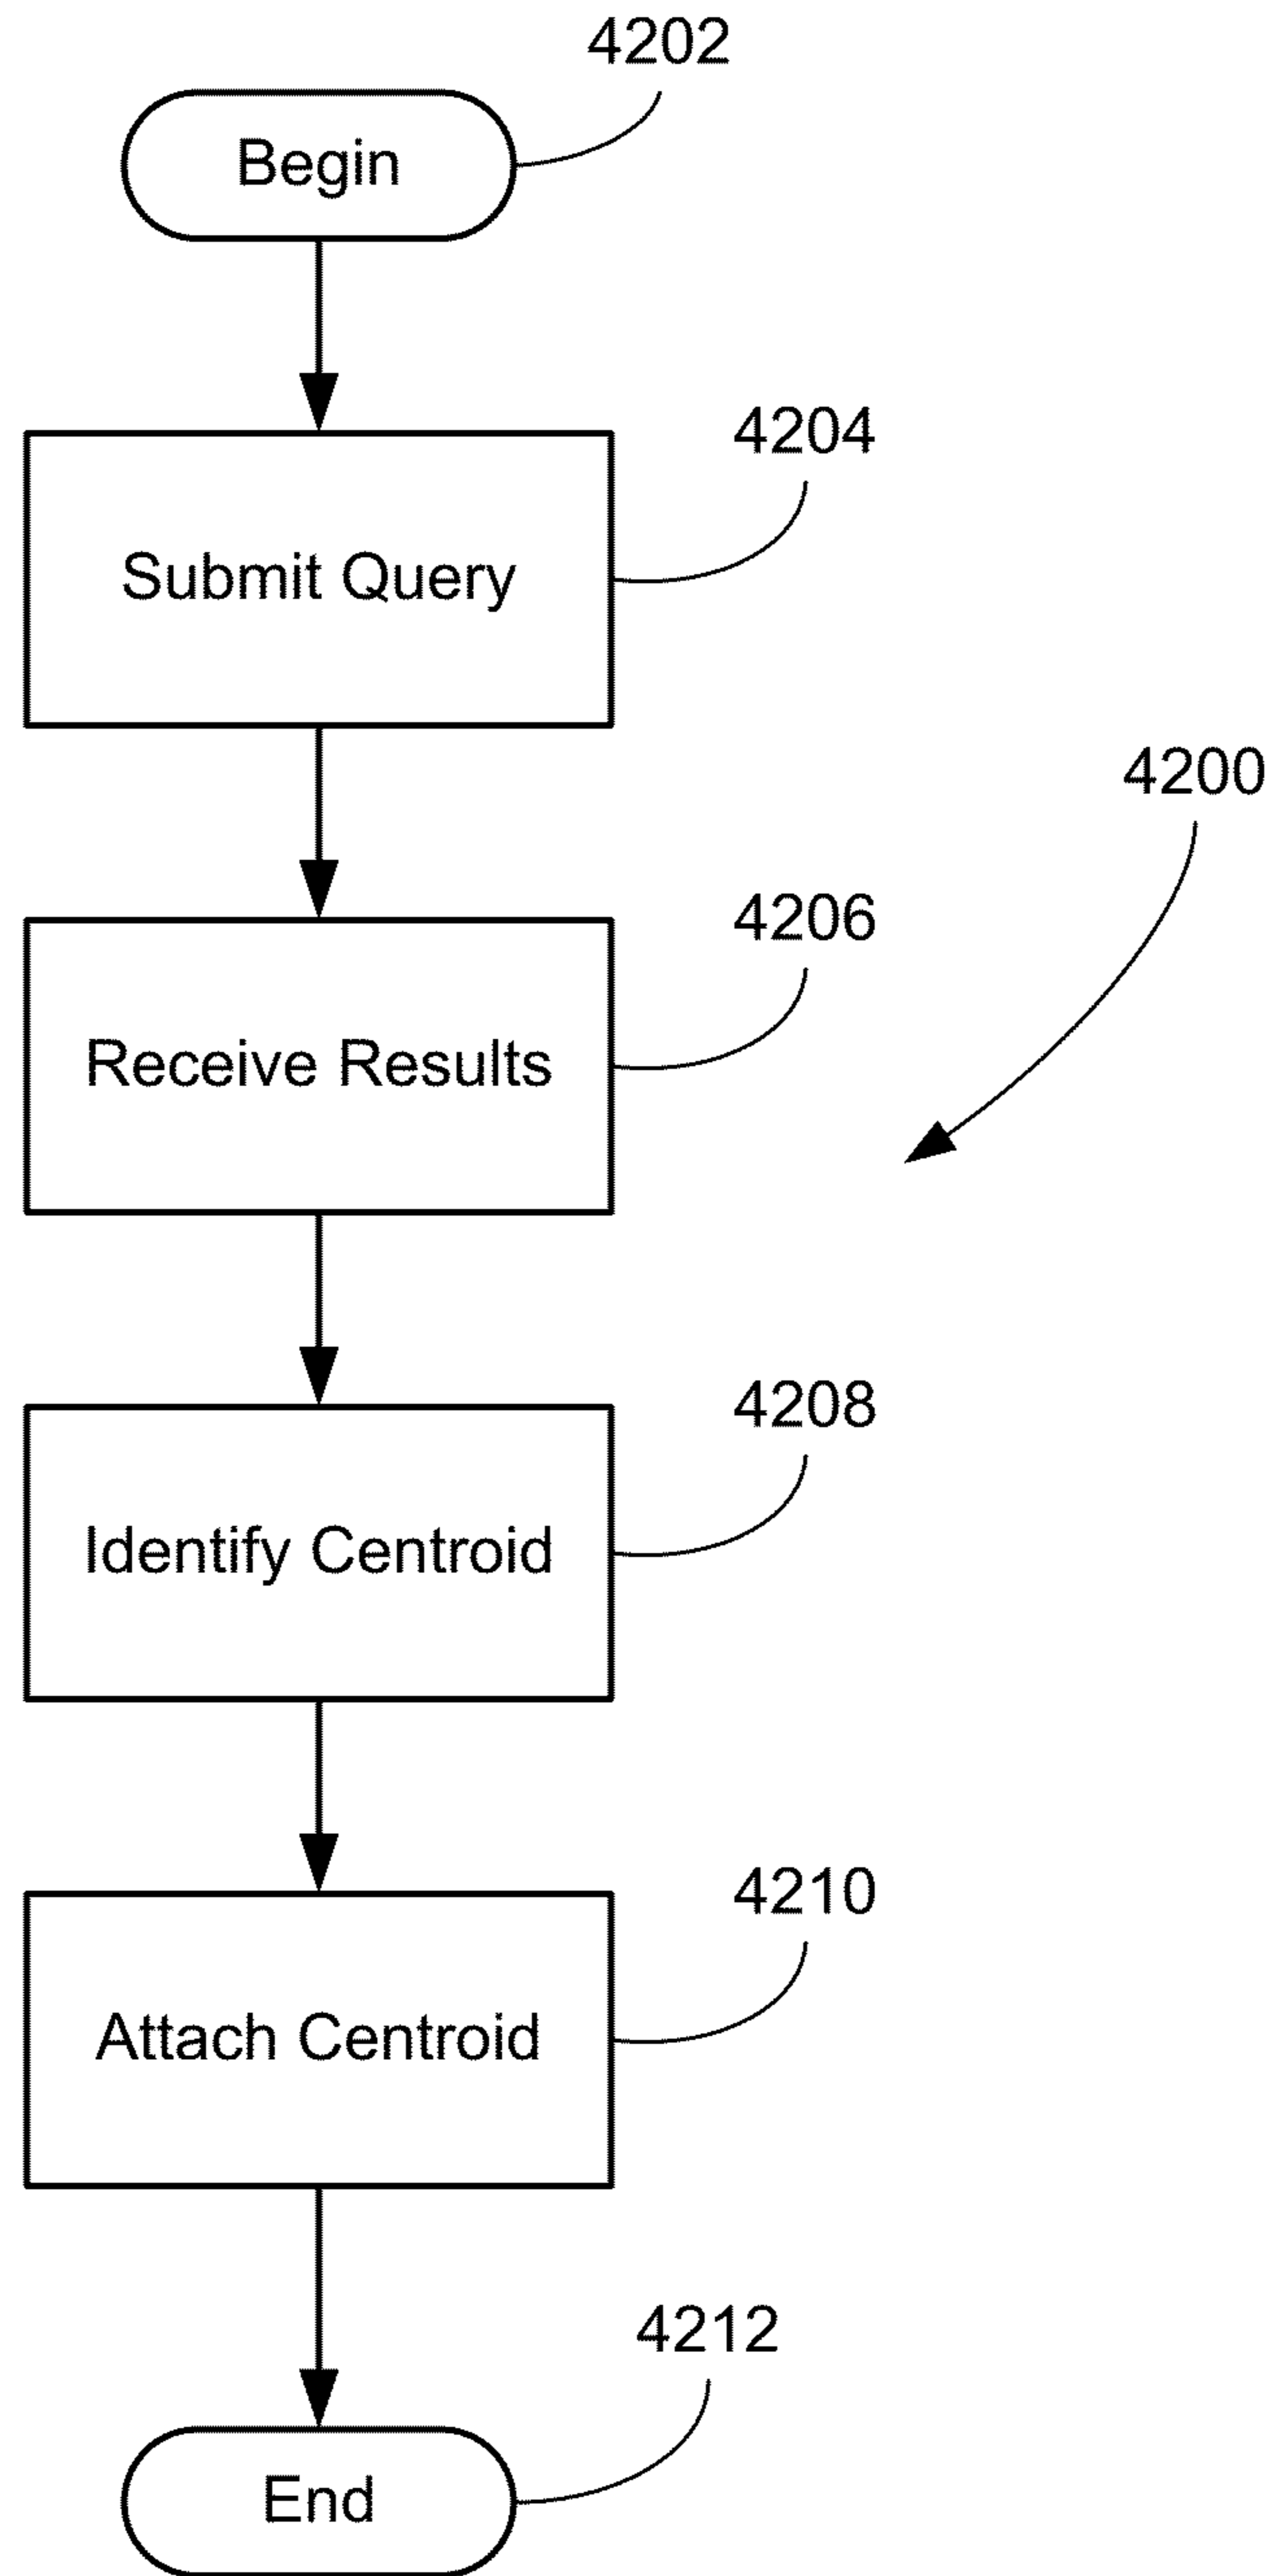 4202
Begin
4204
Submit Query
4200
4206
Receive Results
4208
Identify Centroid
4210
Attach Centroid
4212
End